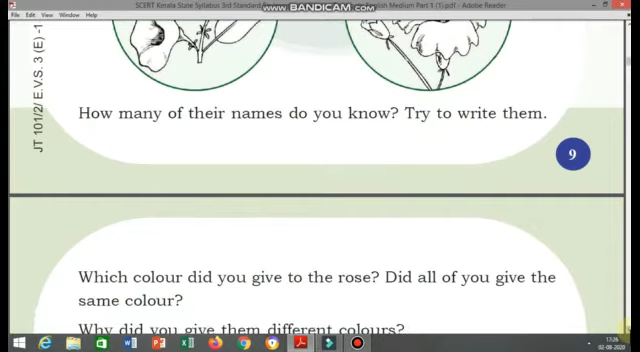 SCERT Kerala State Syllabus 3rd Standard
www.BANDICAM.com
ish Medium Part-1 (1).pdf - Adobe Reader
File Edit View Window Help
JT 101/2/ E.V.S. 3 (E) -1
How many of their names do you know? Try to write them.
9
Which colour did you give to the rose? Did all of you give the
same colour?
Why did you give them different colours?
17:26
02-08-2020